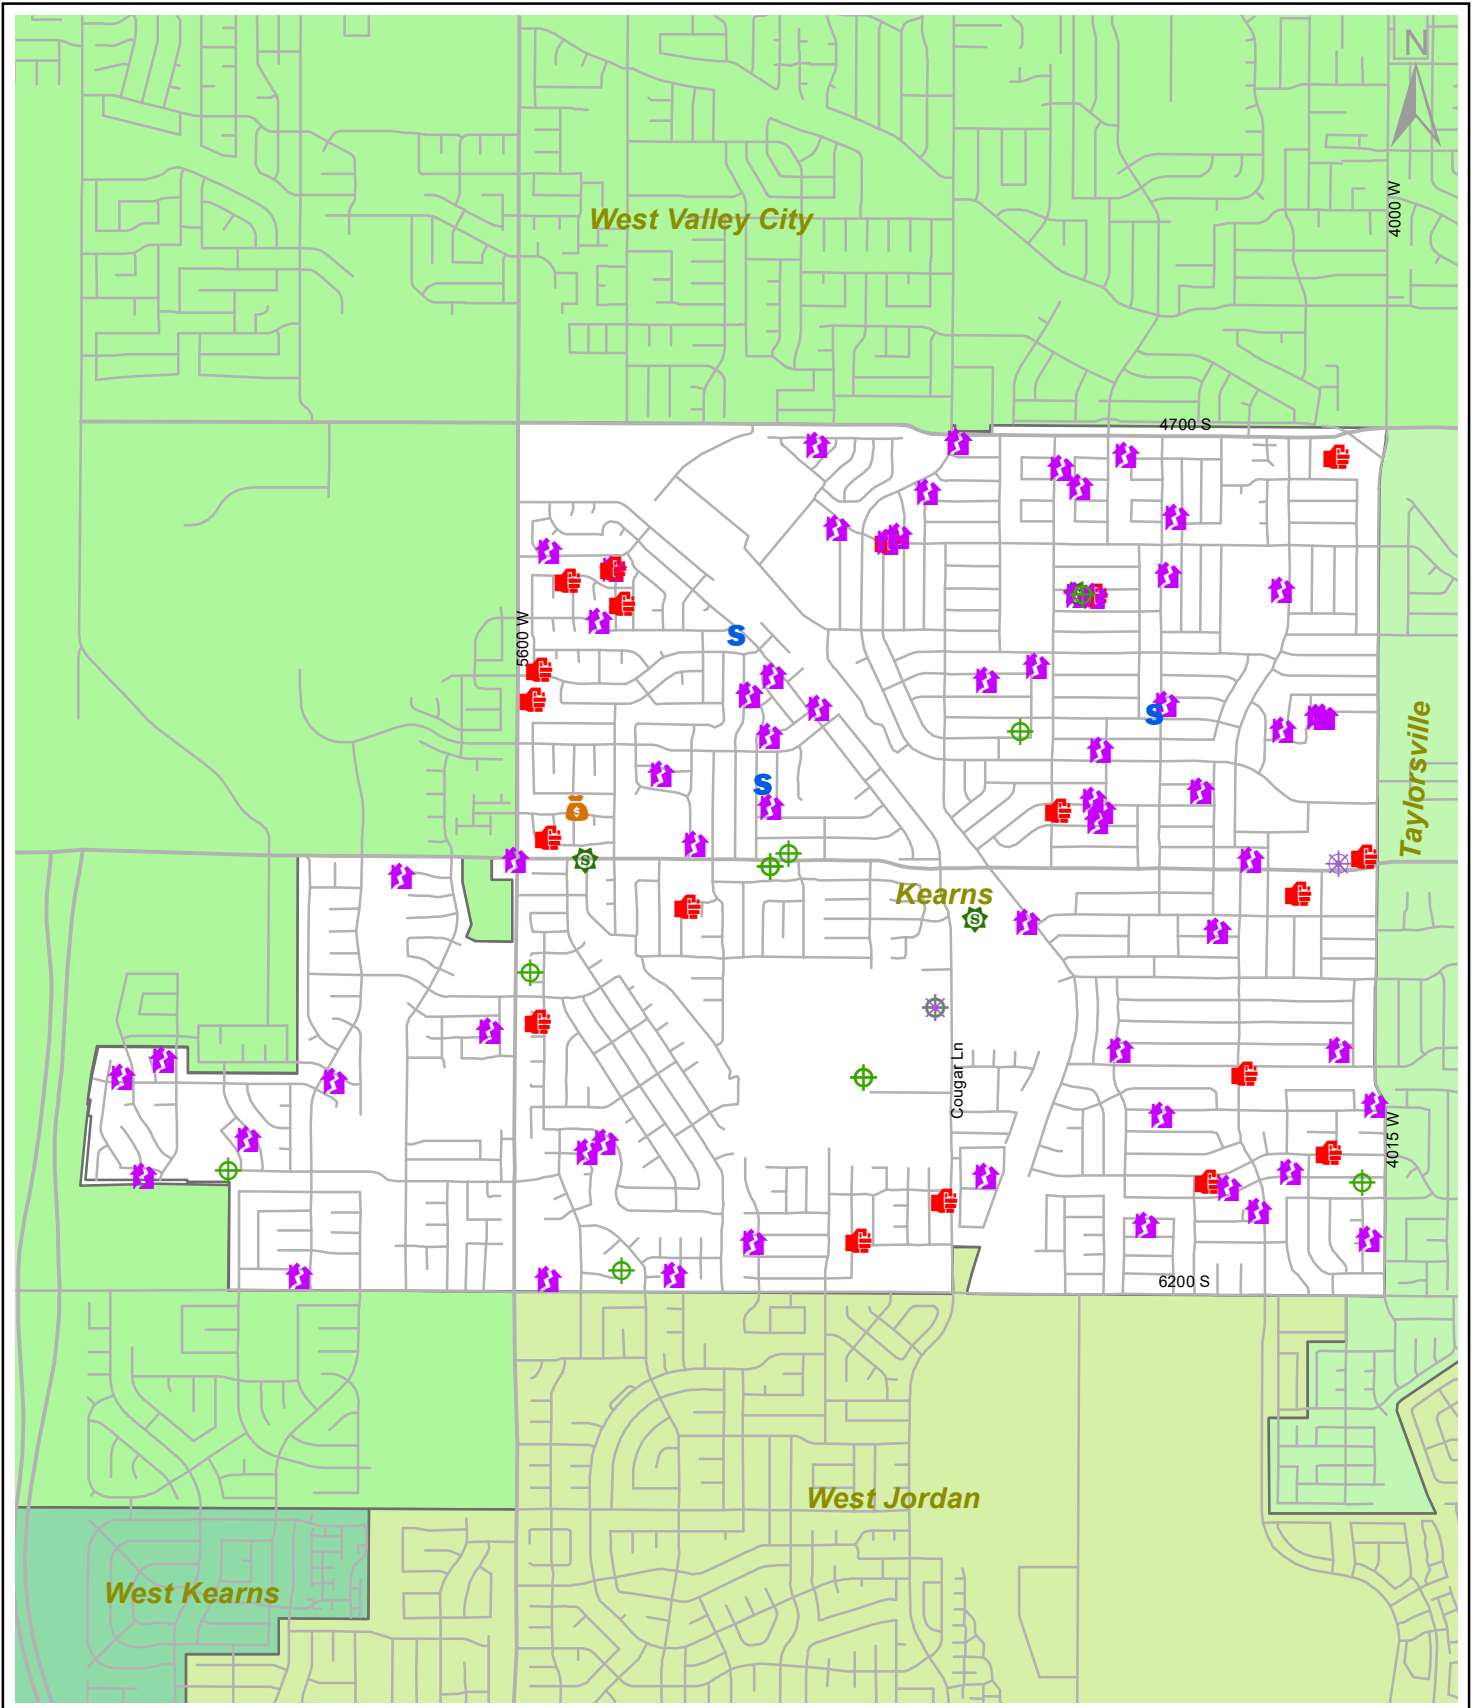 N
4000 W
West Valley City
4700 S
5600 W
S
S
Taylorsville
S
$
S
Kearns
S
Cougar Ln
4015 W
6200 S
West Jordan
West Kearns